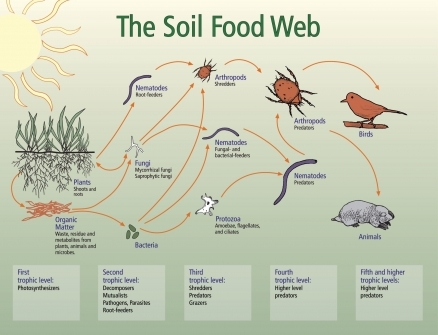 The Soil Food Web
Nematodes
Root-feeders
Arthropods
Shredders
Arthropods
Predators
Birds
Nematodes
Fungal- and
bacterial-feeders
Fungi
Mycorrhizal fungi
Saprophytic fungi
Plants
Shoots and
roots
Nematodes
Predators
Organic
Matter
Waste, residue and
metabolites from
plants, animals and
microbes.
Bacteria
Protozoa
Amoebae, flagellates,
and ciliates
Animals
First
trophic level:
Photosynthesizers
Second
trophic level:
Decomposers
Mutualists
Pathogens, Parasites
Root-feeders
Third
trophic level:
Shredders
Predators
Grazers
Fourth
trophic level:
Higher level
predators
Fifth and higher
trophic levels:
Higher level
predators